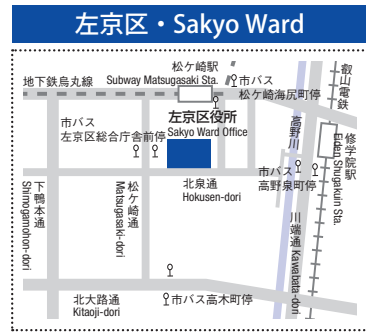 左京区・Sakyo Ward
松ケ崎駅
Subway Matsugasaki Sta.
地下鉄烏丸線
市バス
松ケ崎海尻町停
叡山電鉄
左京区役所
Sakyo Ward Office
市バス
左京区総合庁舎前停
高野川
修学院駅
Eiden Shugakuin Sta.
市バス
高野泉町停
北泉通
Hokusen-dori
下鴨本通
Shimogamohon-dori
松ケ崎通
Matsugasaki-dori
川端通 Kawabata-dori
北大路通
Kitaoji-dori
市バス高木町停